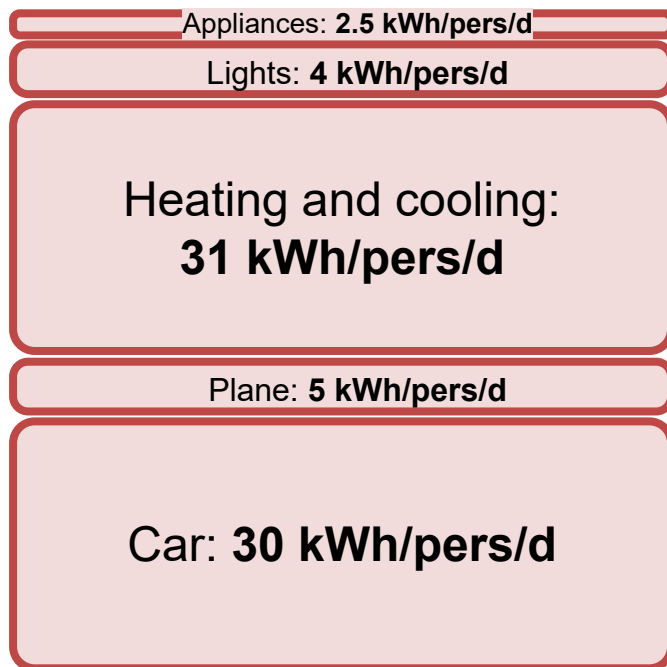 Appliances: 2.5 kWh/pers/d
Lights: 4 kWh/pers/d
Heating and cooling:
31 kWh/pers/d
Plane: 5 kWh/pers/d
Car: 30 kWh/pers/d